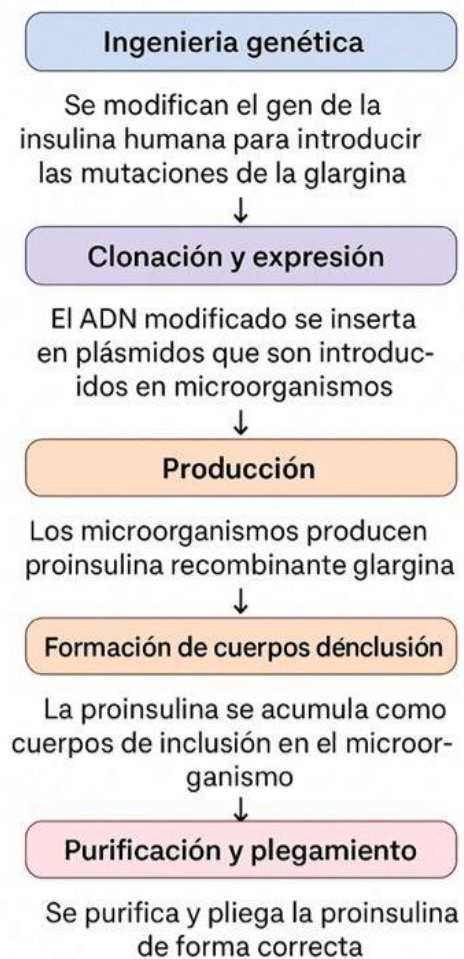 Ingenieria genética
Se modifican el gen de la
insulina humana para introducir
las mutaciones de la glargina
↓
Clonación y expresión
El ADN modificado se inserta
en plásmidos que son introduc-
idos en microorganismos
↓
Producción
Los microorganismos producen
proinsulina recombinante glargina
↓
Formación de cuerpos dénclusión
La proinsulina se acumula como
cuerpos de inclusión en el microor-
ganismo
↓
Purificación y plegamiento
Se purifica y pliega la proinsulina
de forma correcta